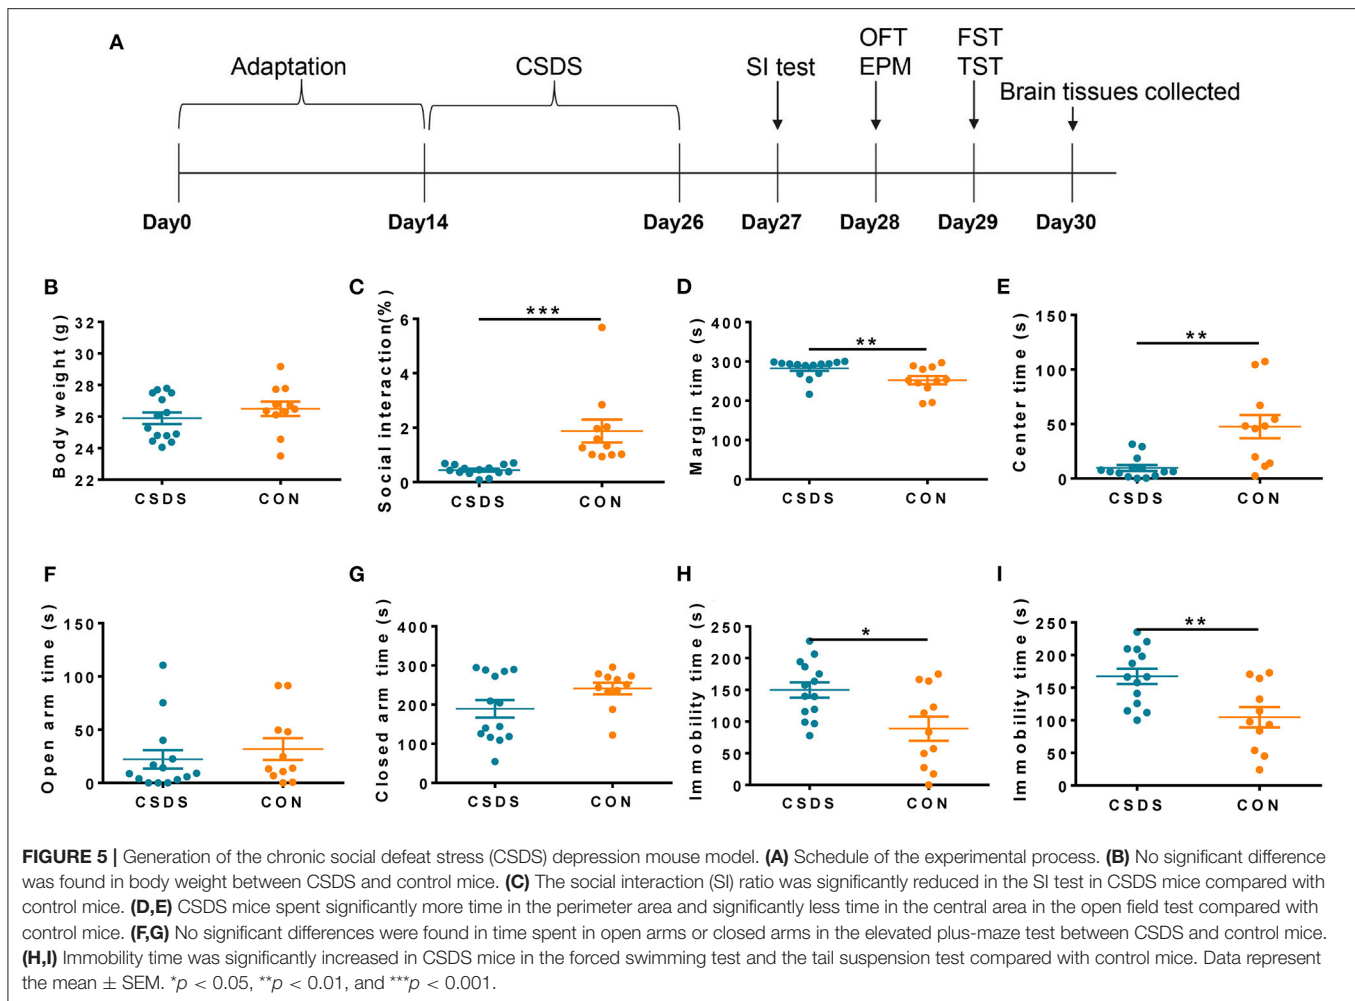 A
Adaptation
CSDS
SI test
OFT
EPM
FST
TST
Brain tissues collected
Day0
Day14
Day26
Day27
Day28
Day29
Day30
B
Body weight (g)
32
30
28
26
24
22
CSDS
CON
C
Social interaction(%)
6
4
2
0
***
CSDS
CON
D
Margin time (s)
400
300
200
100
0
**
CSDS
CON
E
Center time (s)
150
100
50
0
**
CSDS
CON
F
Open arm time (s)
150
100
50
0
CSDS
CON
G
Closed arm time (s)
400
300
200
100
0
CSDS
CON
H
Immobility time (s)
250
200
150
100
50
0
*
CSDS
CON
I
Immobility time (s)
250
200
150
100
50
0
**
CSDS
CON
FIGURE 5 | Generation of the chronic social defeat stress (CSDS) depression mouse model. (A) Schedule of the experimental process. (B) No significant difference
was found in body weight between CSDS and control mice. (C) The social interaction (SI) ratio was significantly reduced in the SI test in CSDS mice compared with
control mice. (D,E) CSDS mice spent significantly more time in the perimeter area and significantly less time in the central area in the open field test compared with
control mice. (F,G) No significant differences were found in time spent in open arms or closed arms in the elevated plus-maze test between CSDS and control mice.
(H,I) Immobility time was significantly increased in CSDS mice in the forced swimming test and the tail suspension test compared with control mice. Data represent
the mean ± SEM. *p < 0.05, **p < 0.01, and ***p < 0.001.